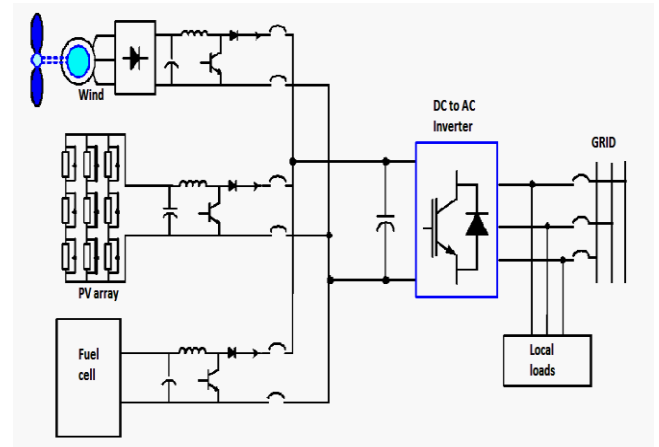 Wind
DC to AC
Inverter
GRID
PV array
Fuel
cell
Local
loads